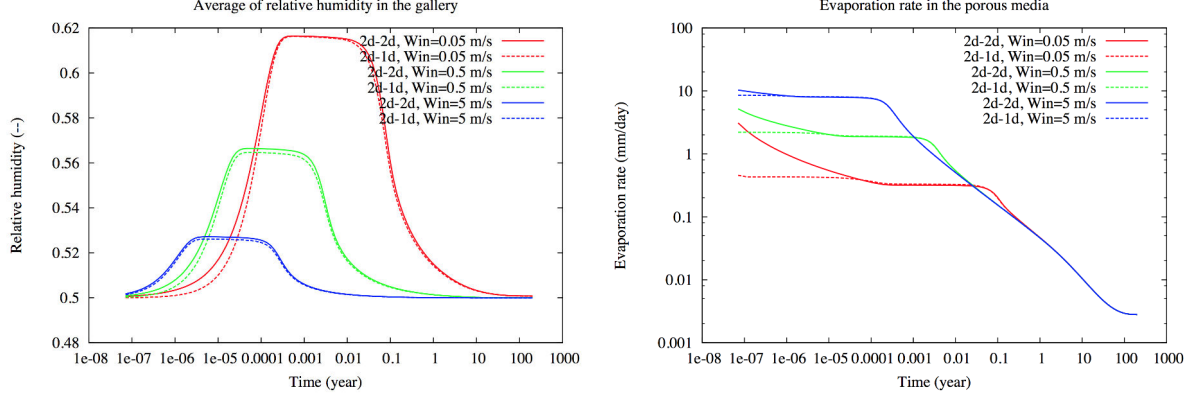 Average of relative humidity in the gallery
0.62
0.6
0.58
0.56
0.54
0.52
0.5
0.48
Relative humidity (--)
2d-2d, Win=0.05 m/s
2d-1d, Win=0.05 m/s
2d-2d, Win=0.5 m/s
2d-1d, Win=0.5 m/s
2d-2d, Win=5 m/s
2d-1d, Win=5 m/s
1e-08 1e-07 1e-06 1e-05 0.0001 0.001 0.01 0.1 1 10 100 1000
Time (year)
Evaporation rate in the porous media
100
10
1
0.1
0.01
0.001
Evaporation rate (mm/day)
2d-2d, Win=0.05 m/s
2d-1d, Win=0.05 m/s
2d-2d, Win=0.5 m/s
2d-1d, Win=0.5 m/s
2d-2d, Win=5 m/s
2d-1d, Win=5 m/s
1e-08 1e-07 1e-06 1e-05 0.0001 0.001 0.01 0.1 1 10 100 1000
Time (year)